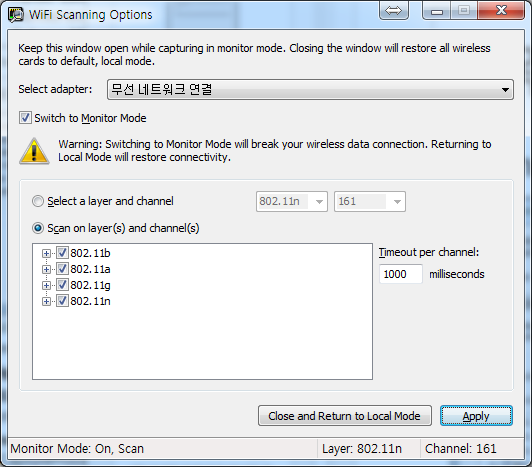 WiFi Scanning Options
Keep this window open while capturing in monitor mode. Closing the window will restore all wireless
cards to default, local mode.
Select adapter: 무선 네트워크 연결
Switch to Monitor Mode
Warning: Switching to Monitor Mode will break your wireless data connection. Returning to
Local Mode will restore connectivity.
Select a layer and channel 802.11n 161
Scan on layer(s) and channel(s)
Timeout per channel:
802.11b
802.11a
1000 milliseconds
802.11g
802.11n
Close and Return to Local Mode Apply
Monitor Mode: On, Scan Layer: 802.11n Channel: 161